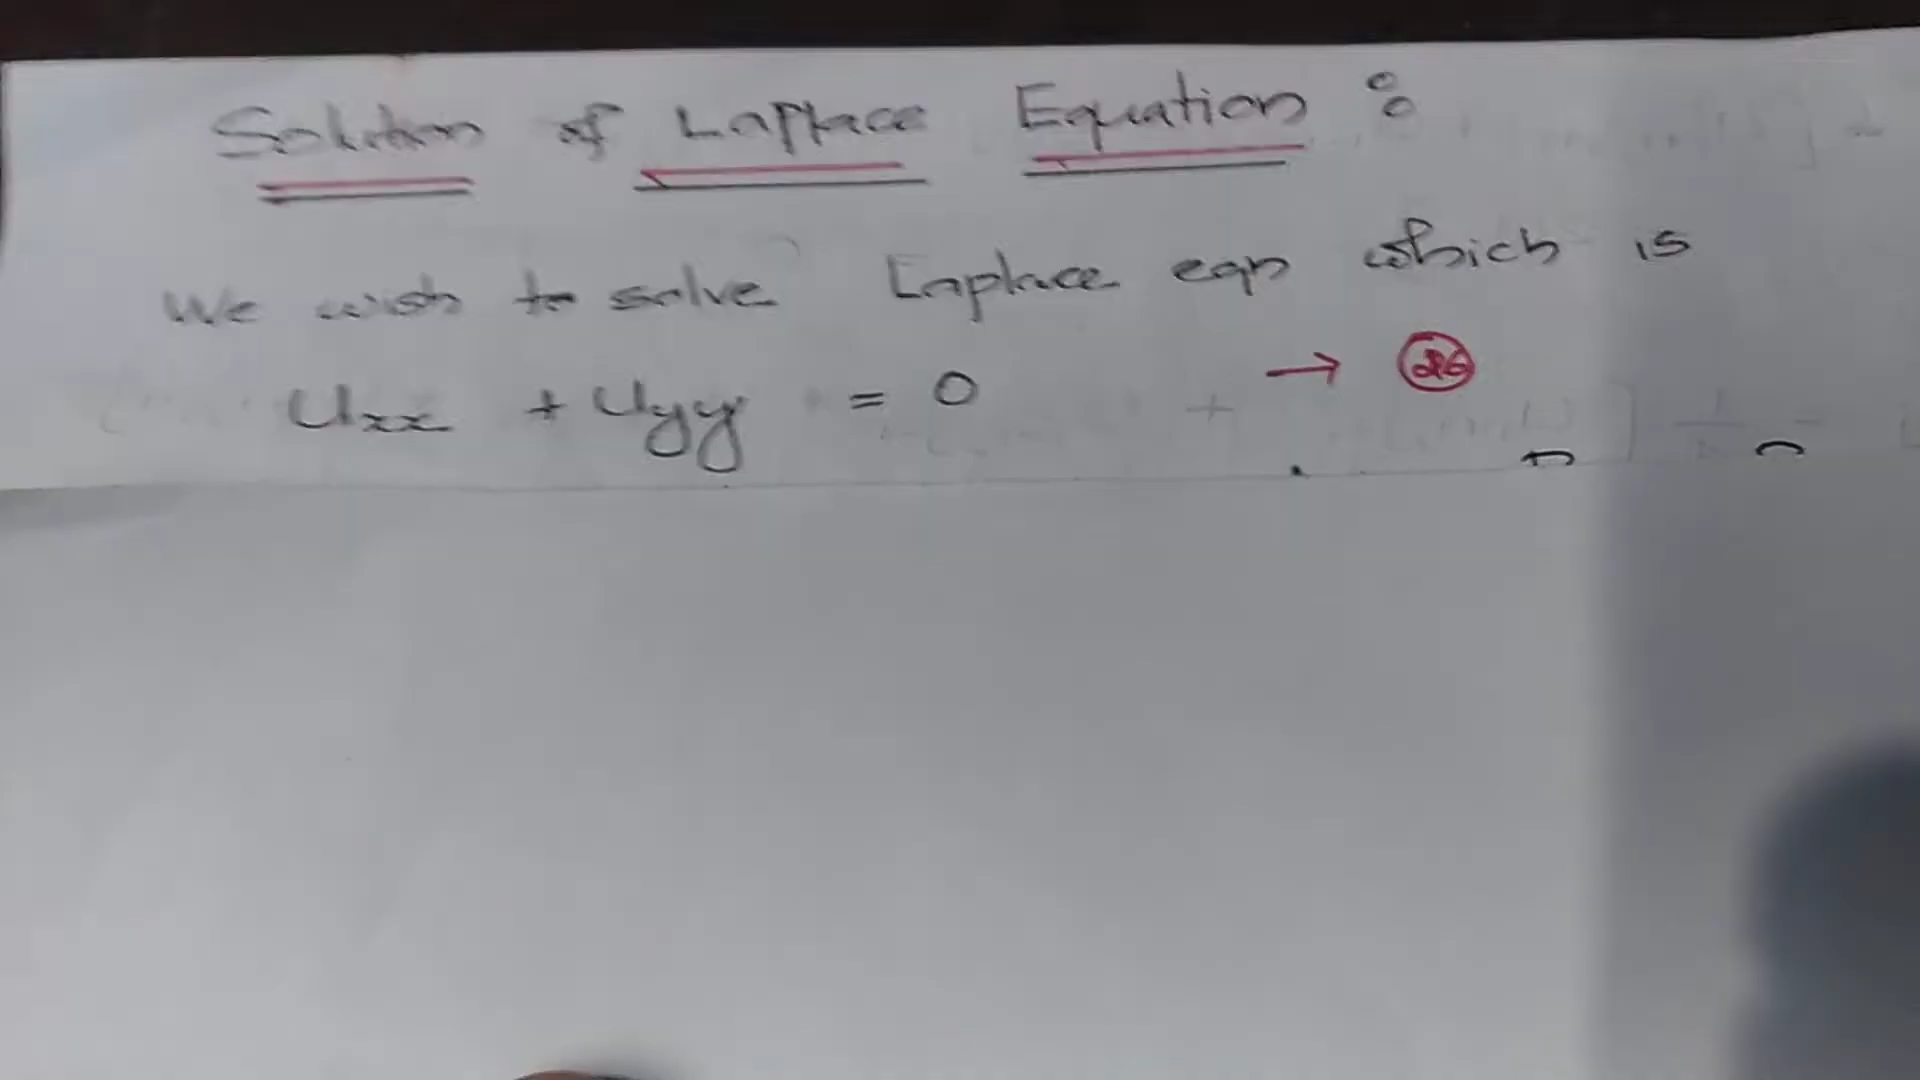 Solution of Laplace Equation :
We wish to solve Laplace eqn which is
Uxx + Uyy = 0 → 26